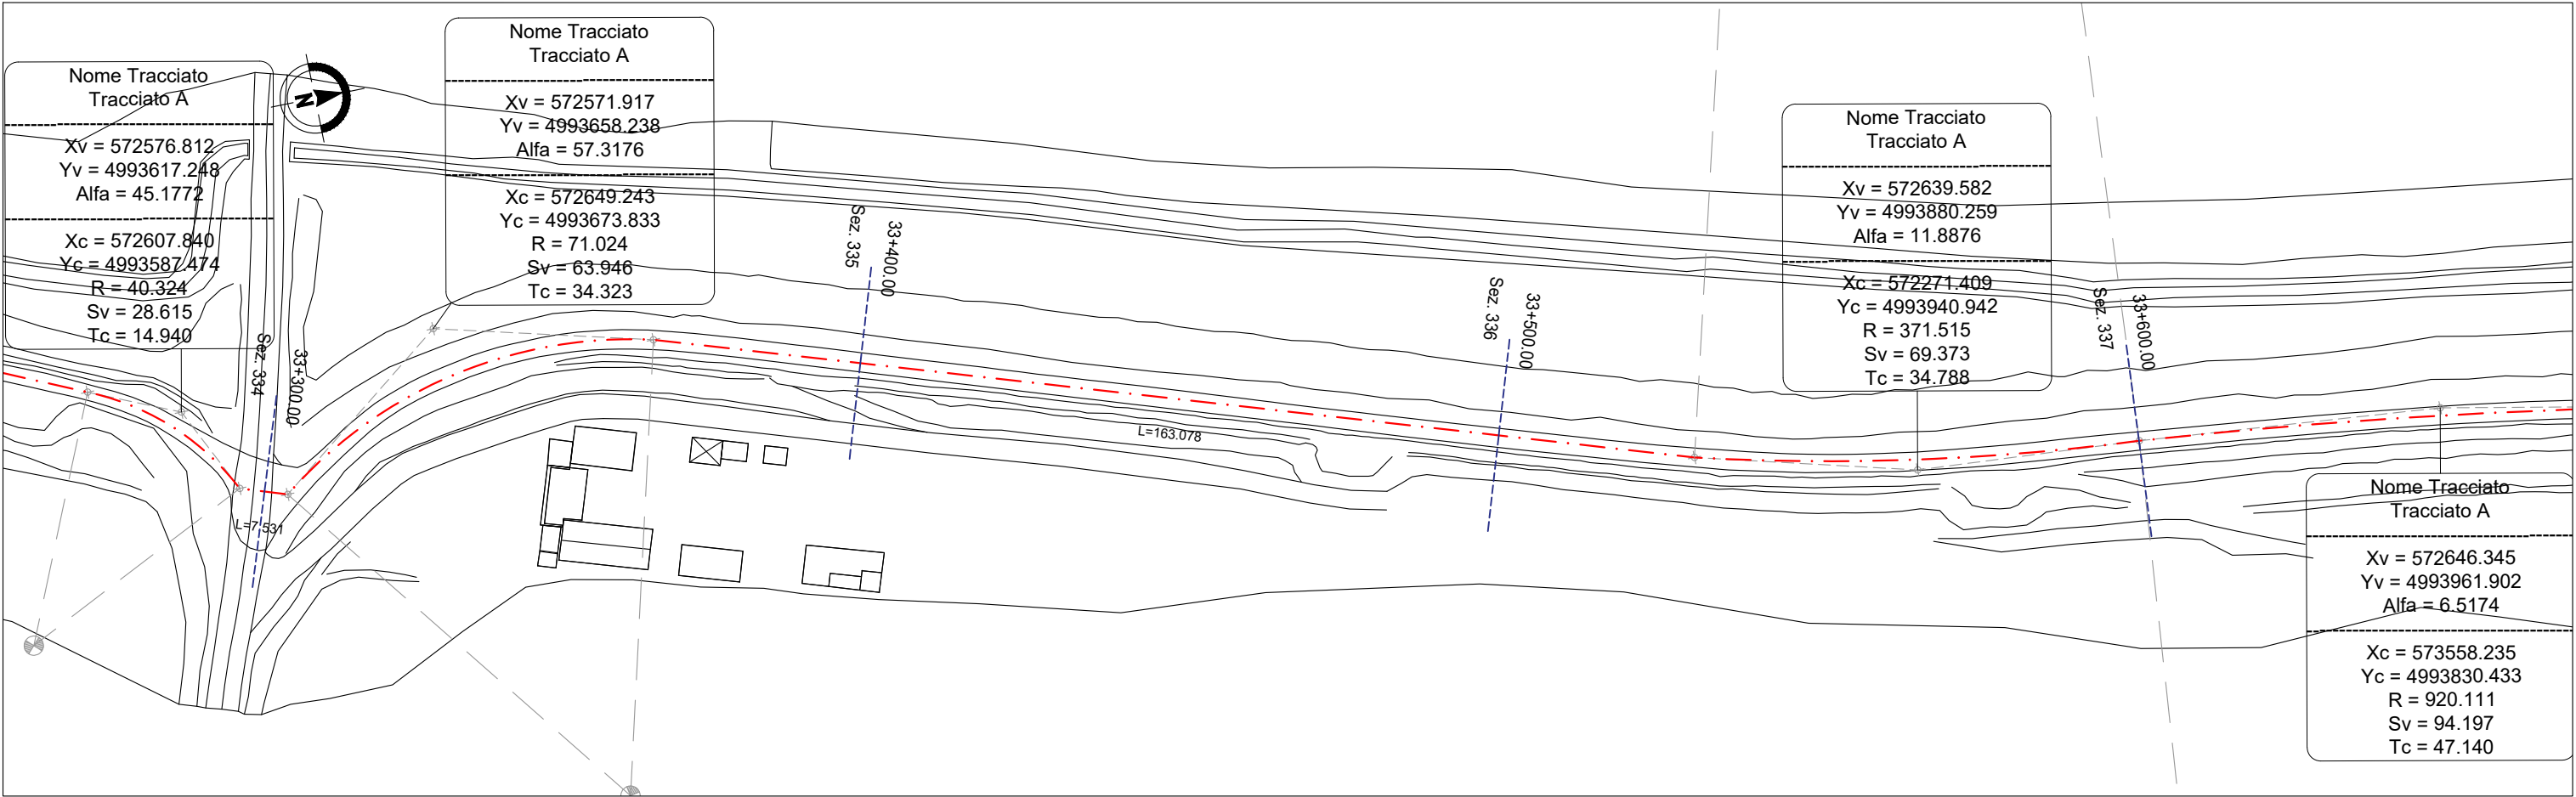 Nome Tracciato
Tracciato A
Xv = 572576.812
Yv = 4993617.248
Alfa = 45.1772
Xc = 572607.840
Yc = 4993587.474
R = 40.324
Sv = 28.615
Tc = 14.940
N
Nome Tracciato
Tracciato A
Xv = 572571.917
Yv = 4993658.238
Alfa = 57.3176
Xc = 572649.243
Yc = 4993673.833
R = 71.024
Sv = 63.946
Tc = 34.323
Sez. 334
33+300.00
L=7.531
Sez. 335
33+400.00
L=163.078
Sez. 336
33+500.00
Nome Tracciato
Tracciato A
Xv = 572639.582
Yv = 4993880.259
Alfa = 11.8876
Xc = 572271.409
Yc = 4993940.942
R = 371.515
Sv = 69.373
Tc = 34.788
Sez. 337
33+600.00
Nome Tracciato
Tracciato A
Xv = 572646.345
Yv = 4993961.902
Alfa = 6.5174
Xc = 573558.235
Yc = 4993830.433
R = 920.111
Sv = 94.197
Tc = 47.140